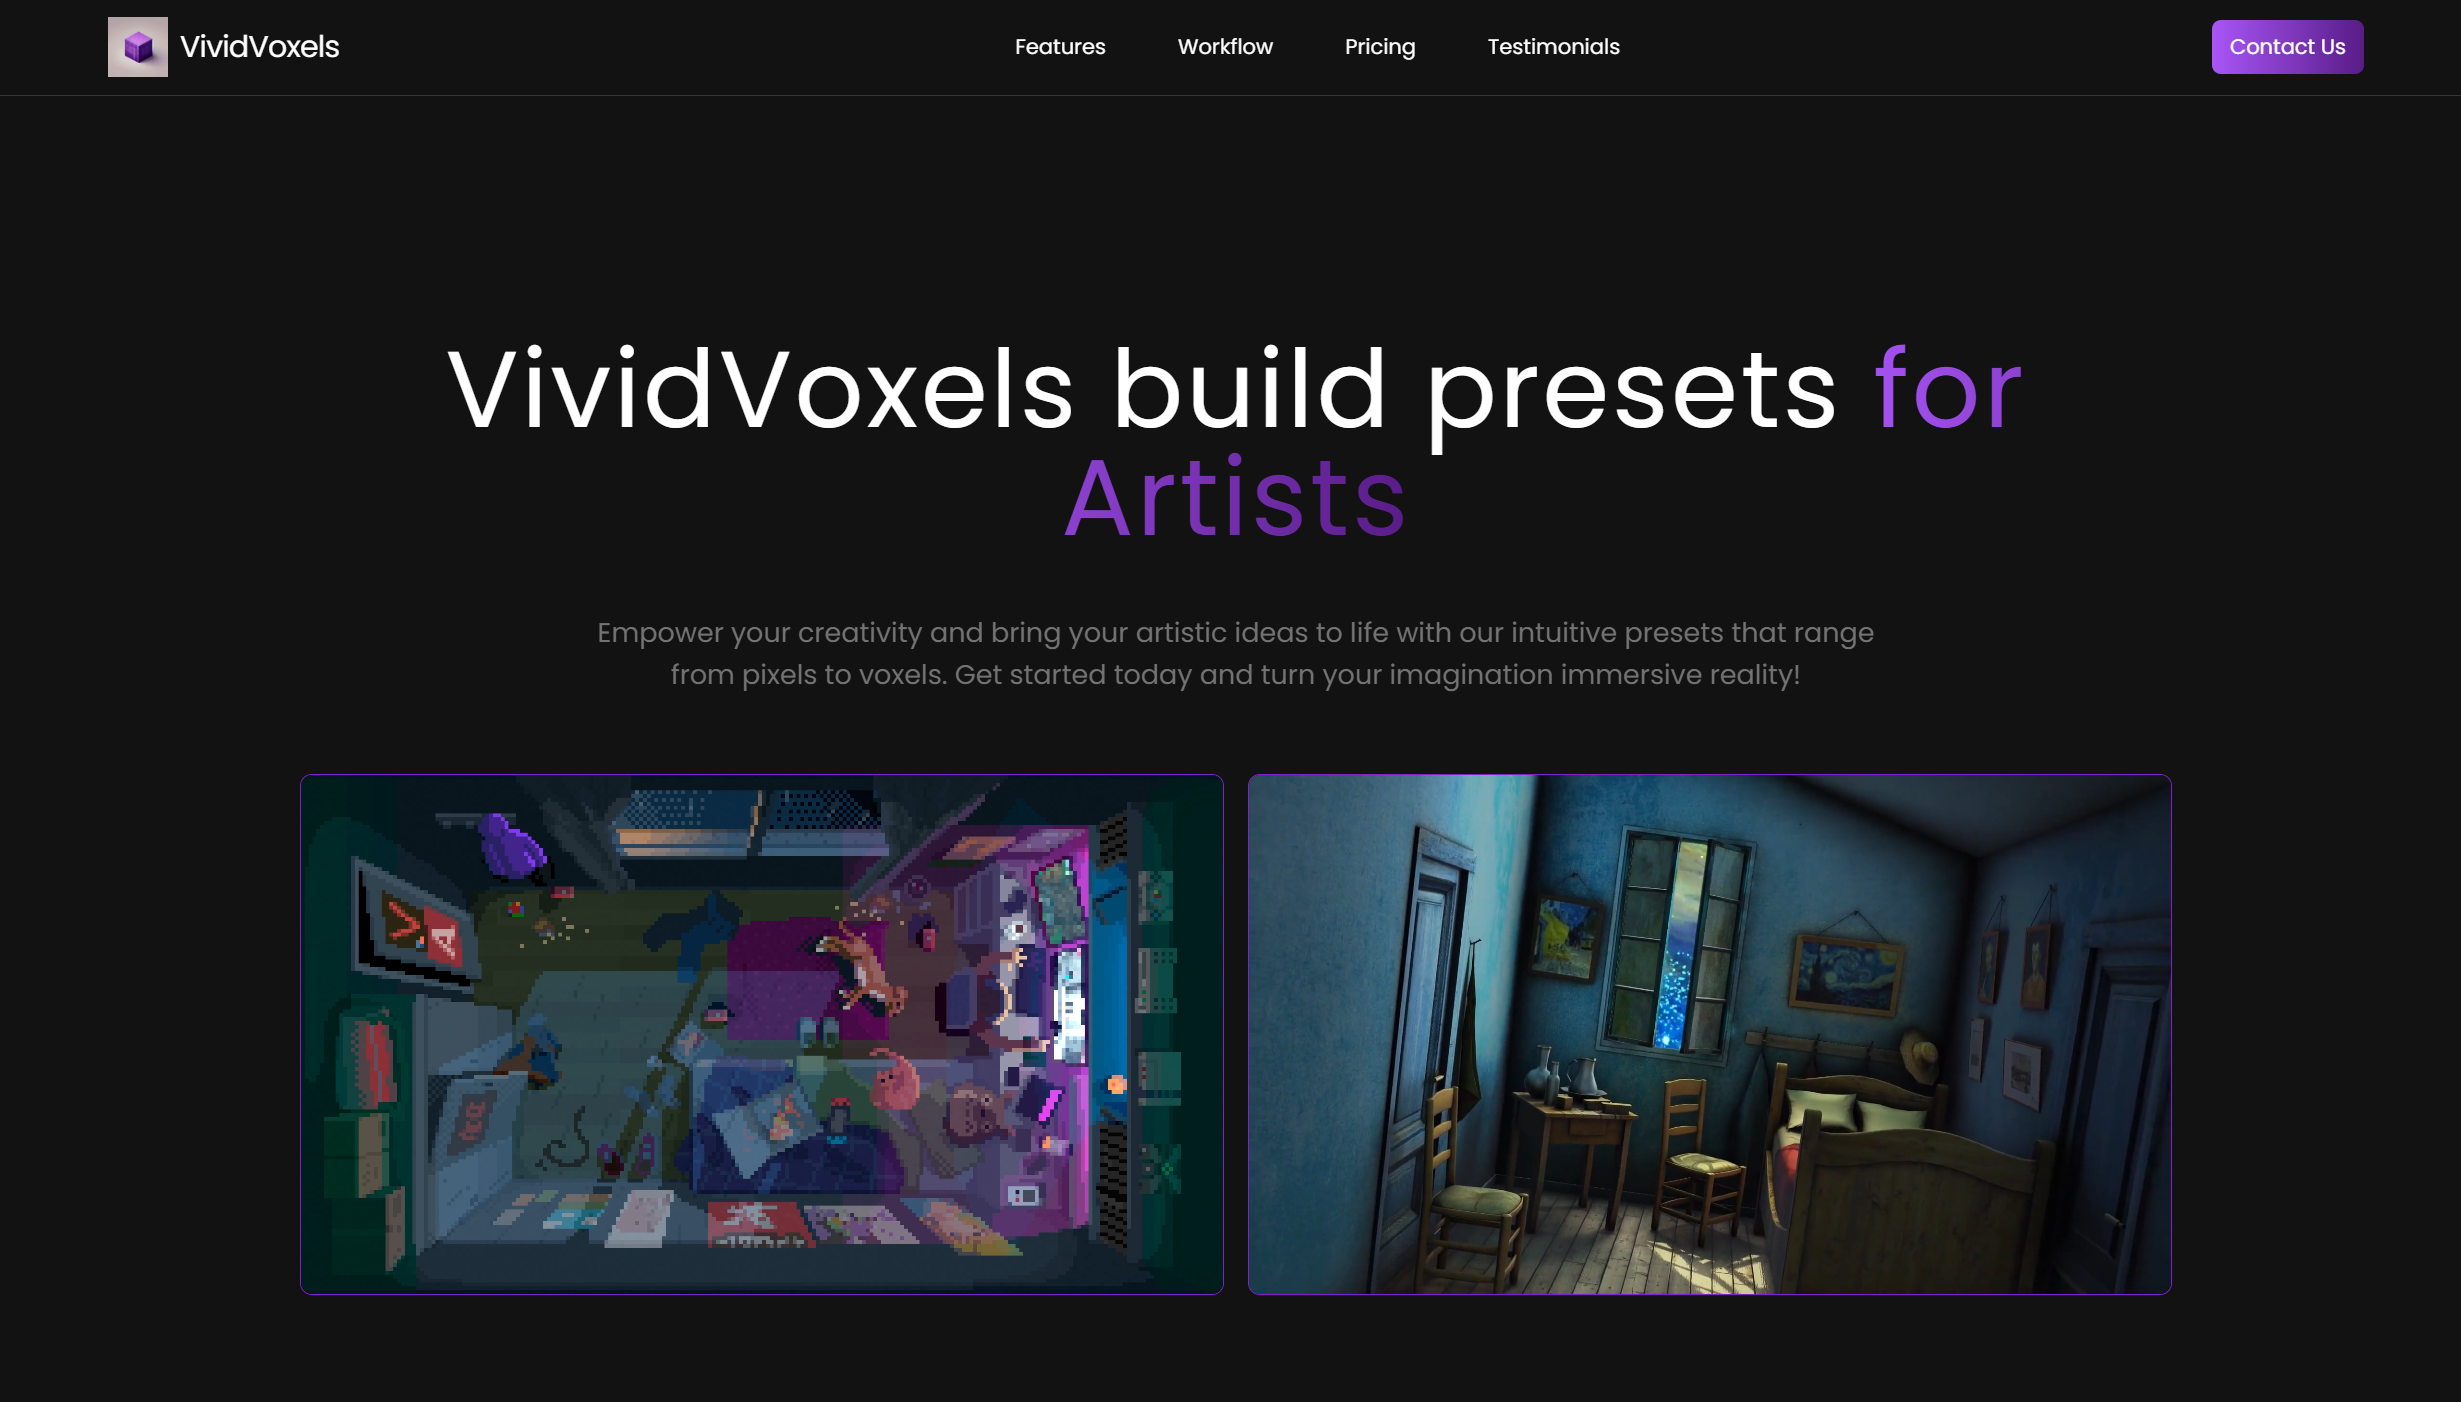 VividVoxels
Features
Workflow
Pricing
Testimonials
Contact Us
VividVoxels build presets for
Artists
Empower your creativity and bring your artistic ideas to life with our intuitive presets that range
from pixels to voxels. Get started today and turn your imagination immersive reality!